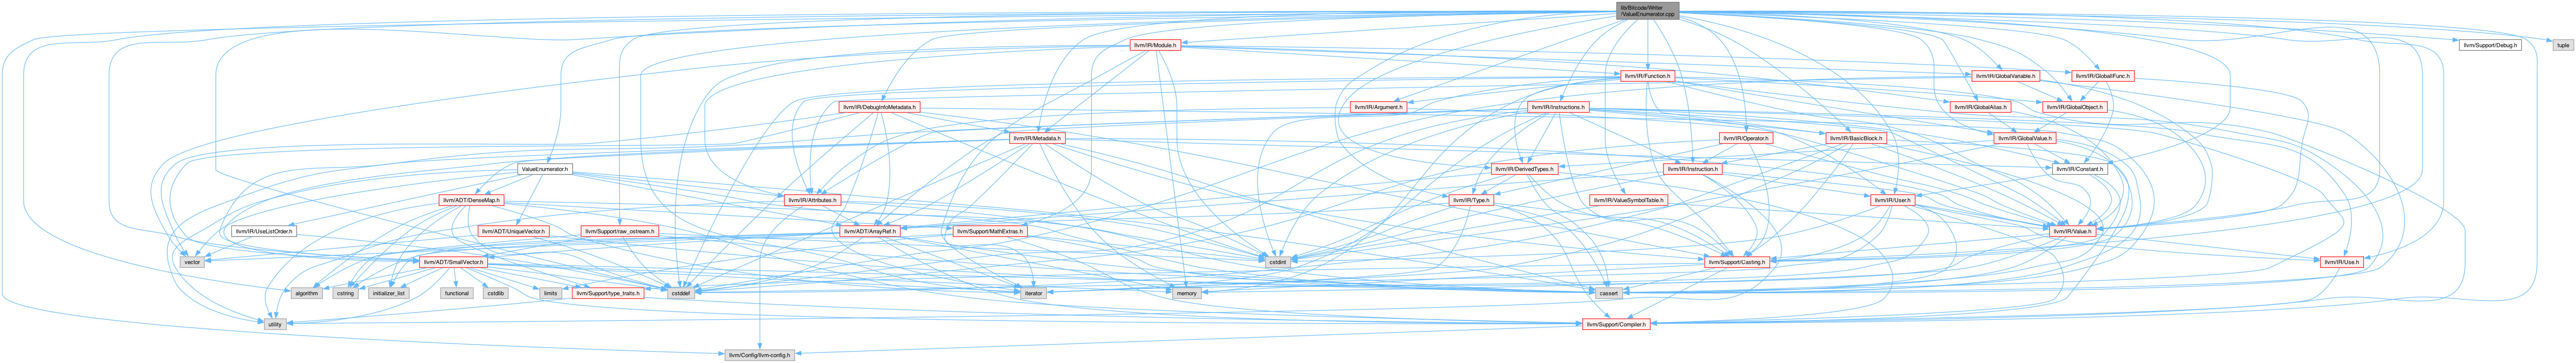 lib/Bitcode/Writer
/ValueEnumerator.cpp
llvm/IR/Module.h
llvm/Support/Debug.h
tuple
llvm/IR/Function.h
llvm/IR/GlobalVariable.h
llvm/IR/GlobalIFunc.h
llvm/IR/DebugInfoMetadata.h
llvm/IR/Argument.h
llvm/IR/Instructions.h
llvm/IR/GlobalAlias.h
llvm/IR/GlobalObject.h
llvm/IR/Metadata.h
llvm/IR/Operator.h
llvm/IR/BasicBlock.h
llvm/IR/GlobalValue.h
ValueEnumerator.h
llvm/IR/DerivedTypes.h
llvm/IR/Instruction.h
llvm/IR/Constant.h
llvm/ADT/DenseMap.h
llvm/IR/Attributes.h
llvm/IR/Type.h
llvm/IR/ValueSymbolTable.h
llvm/IR/User.h
llvm/IR/UseListOrder.h
llvm/ADT/UniqueVector.h
llvm/Support/raw_ostream.h
llvm/ADT/ArrayRef.h
llvm/Support/MathExtras.h
llvm/IR/Value.h
vector
llvm/ADT/SmallVector.h
cstdint
llvm/Support/Casting.h
llvm/IR/Use.h
algorithm
cstring
initializer_list
functional
cstdlib
limits
llvm/Support/type_traits.h
cstddef
iterator
memory
cassert
utility
llvm/Support/Compiler.h
llvm/Config/llvm-config.h